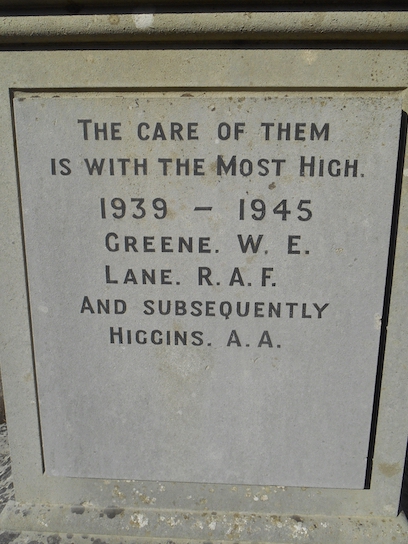 The care of them
is with the Most High.
1939 – 1945
Greene. W. E.
Lane. R. A. F.
And subsequently
Higgins. A. A.